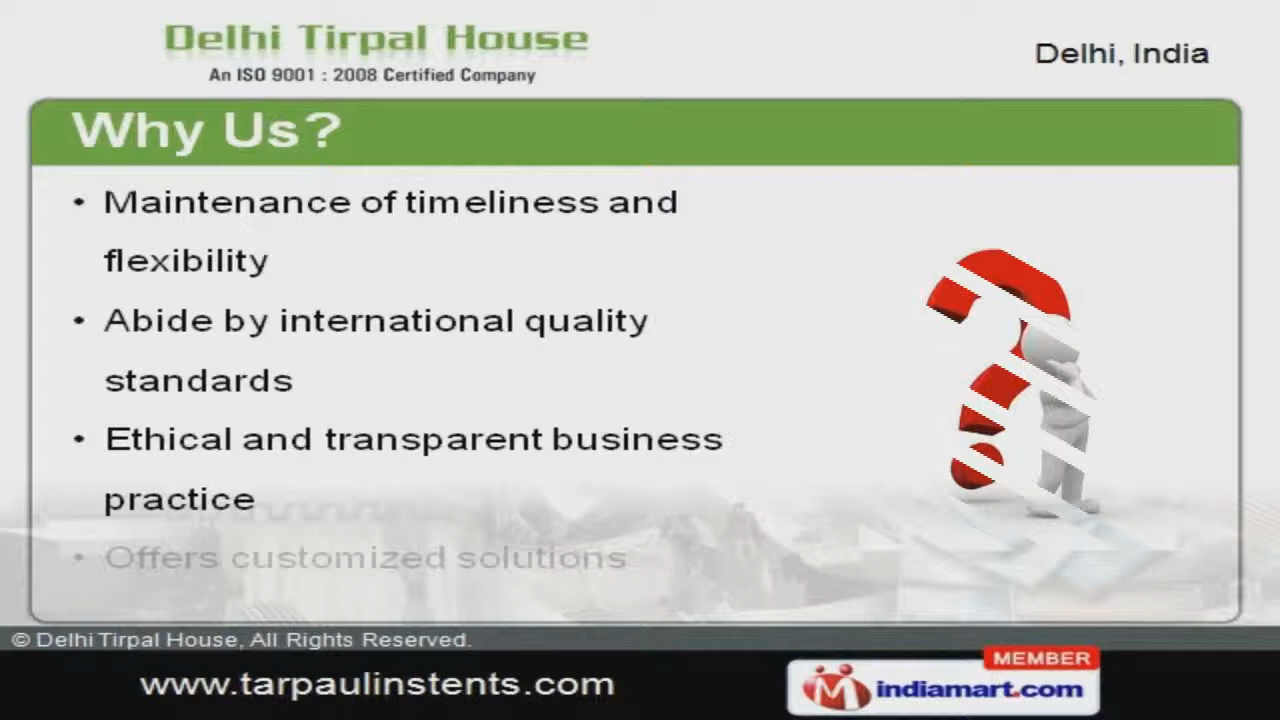 Delhi Tirpal House
An ISO 9001 : 2008 Certified Company
Delhi, India
Why Us?
• Maintenance of timeliness and
flexibility
• Abide by international quality
standards
• Ethical and transparent business
practice
• Offers customized solutions
© Delhi Tirpal House, All Rights Reserved.
www.tarpaulinstents.com
MEMBER
indiamart.com